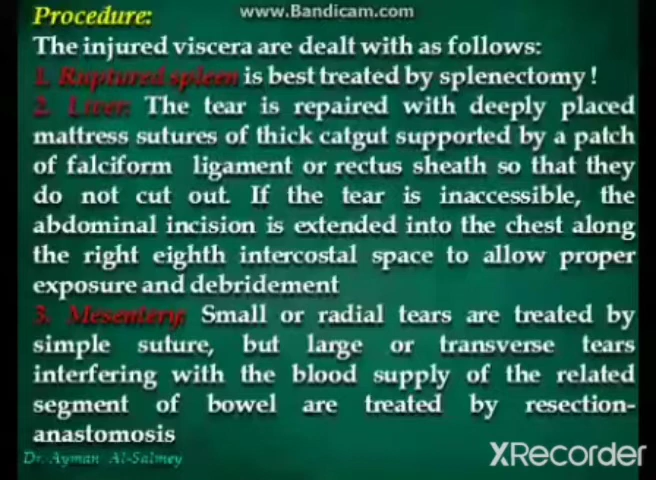 www.Bandicam.com
Procedure:
The injured viscera are dealt with as follows:
1. Ruptured spleen is best treated by splenectomy !
2. Liver: The tear is repaired with deeply placed
mattress sutures of thick catgut supported by a patch
of falciform ligament or rectus sheath so that they
do not cut out. If the tear is inaccessible, the
abdominal incision is extended into the chest along
the right eighth intercostal space to allow proper
exposure and debridement
3. Mesentery: Small or radial tears are treated by
simple suture, but large or transverse tears
interfering with the blood supply of the related
segment of bowel are treated by resection-
anastomosis
Dr. Ayman Al-Salmey
XRecorder